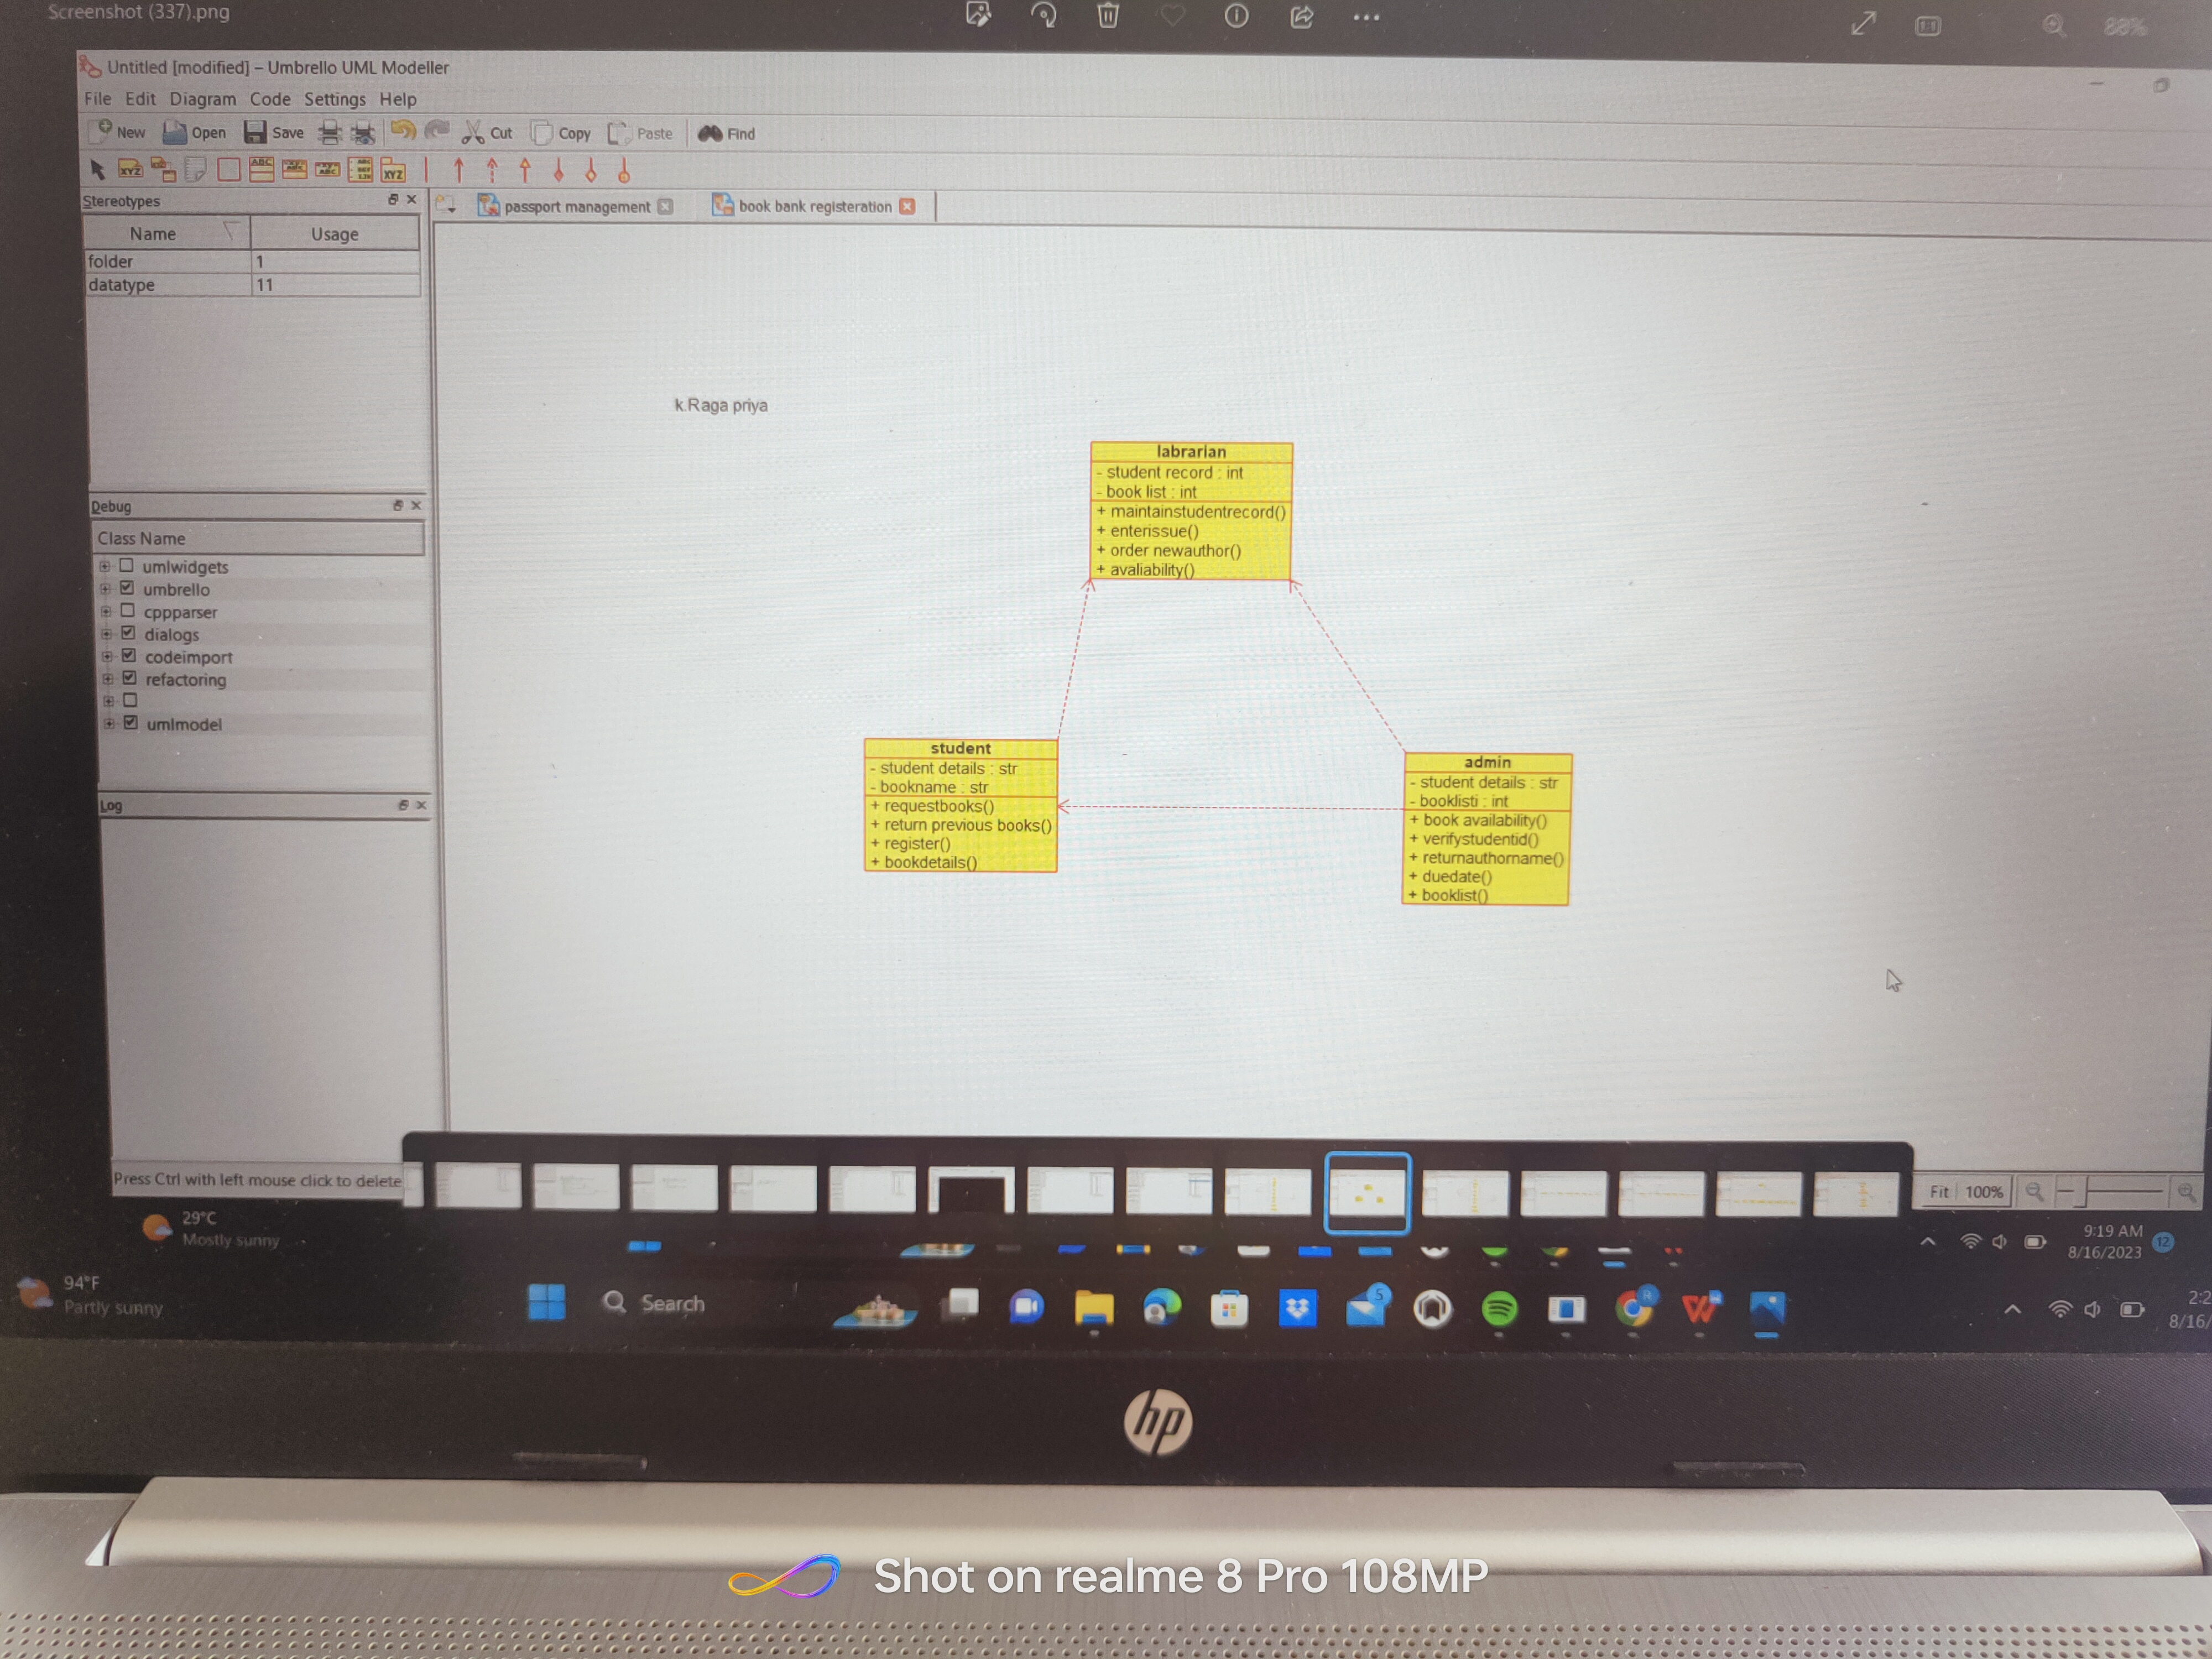 Screenshot (337).png
88%
Untitled [modified] – Umbrello UML Modeller
File Edit Diagram Code Settings Help
New Open Save Cut Copy Paste Find
Stereotypes
passport management book bank registeration
Name Usage
folder 1
datatype 11
k.Raga priya
labrarian
- student record : int
- book list : int
+ maintainstudentrecord()
+ enterissue()
+ order newauthor()
+ avaliability()
Debug
Class Name
umlwidgets
umbrello
cppparser
dialogs
codeimport
refactoring
umlmodel
student
- student details : str
- bookname : str
+ requestbooks()
+ return previous books()
+ register()
+ bookdetails()
admin
- student details : str
- booklisti : int
+ book availability()
+ verifystudentid()
+ returnauthorname()
+ duedate()
+ booklist()
Log
Press Ctrl with left mouse click to delete
Fit 100%
29°C
Mostly sunny
9:19 AM
8/16/2023
12
94°F
Partly sunny
Search
5
R
2:2
8/16/
hp
Shot on realme 8 Pro 108MP